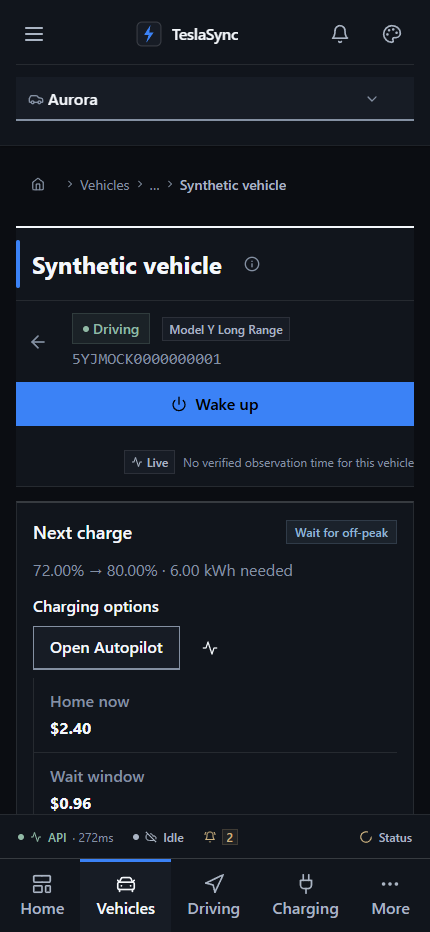 TeslaSync
Aurora
Vehicles ... Synthetic vehicle
Synthetic vehicle
Driving Model Y Long Range
5YJMOCK0000000001
Wake up
Live No verified observation time for this vehicle
Next charge Wait for off-peak
72.00% → 80.00% · 6.00 kWh needed
Charging options
Open Autopilot
Home now
$2.40
Wait window
$0.96
API · 272ms Idle 2 Status
Home Vehicles Driving Charging More